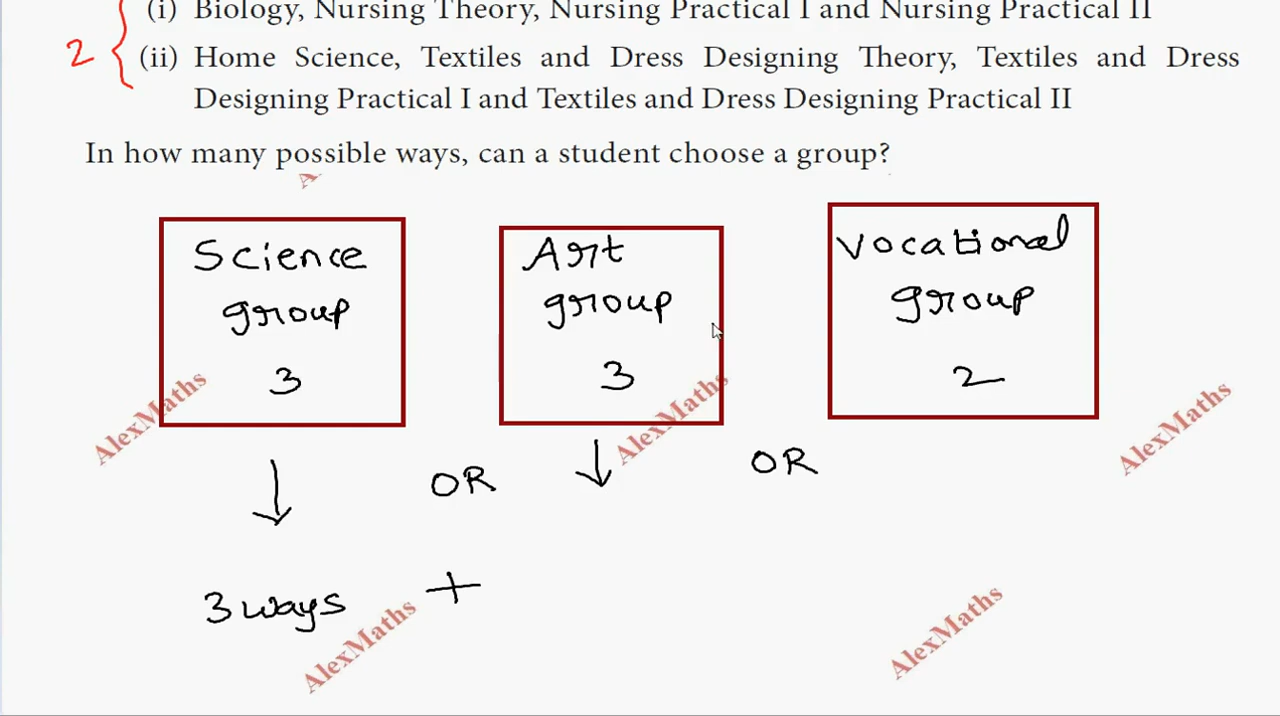 (i) Biology, Nursing Theory, Nursing Practical I and Nursing Practical II
2
(ii) Home Science, Textiles and Dress Designing Theory, Textiles and Dress
Designing Practical I and Textiles and Dress Designing Practical II
In how many possible ways, can a student choose a group?
Science
group
3
Art
group
3
Vocational
group
2
AlexMaths
AlexMaths
AlexMaths
OR
OR
3 ways +
AlexMaths
AlexMaths